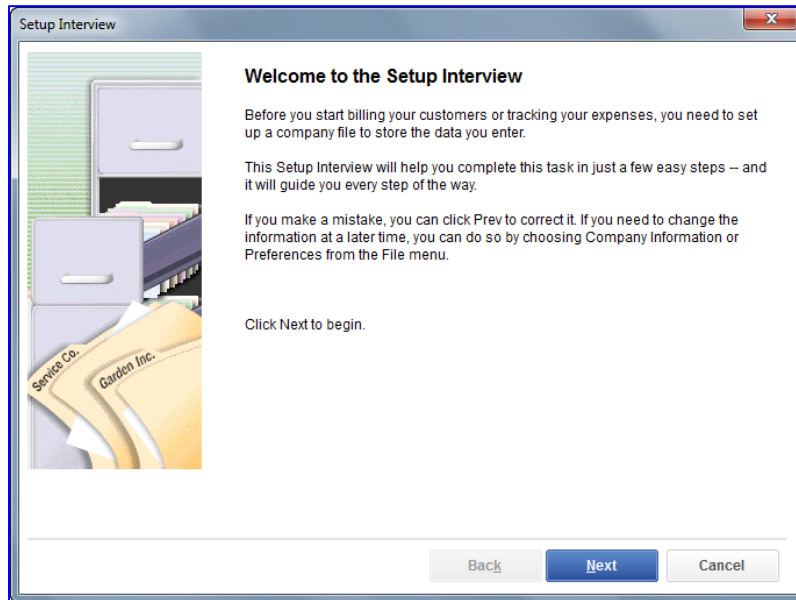 Setup Interview
Welcome to the Setup Interview
Before you start billing your customers or tracking your expenses, you need to set
up a company file to store the data you enter.
This Setup Interview will help you complete this task in just a few easy steps -- and
it will guide you every step of the way.
If you make a mistake, you can click Prev to correct it. If you need to change the
information at a later time, you can do so by choosing Company Information or
Preferences from the File menu.
Click Next to begin.
Service Co.
Garden Inc.
Back
Next
Cancel